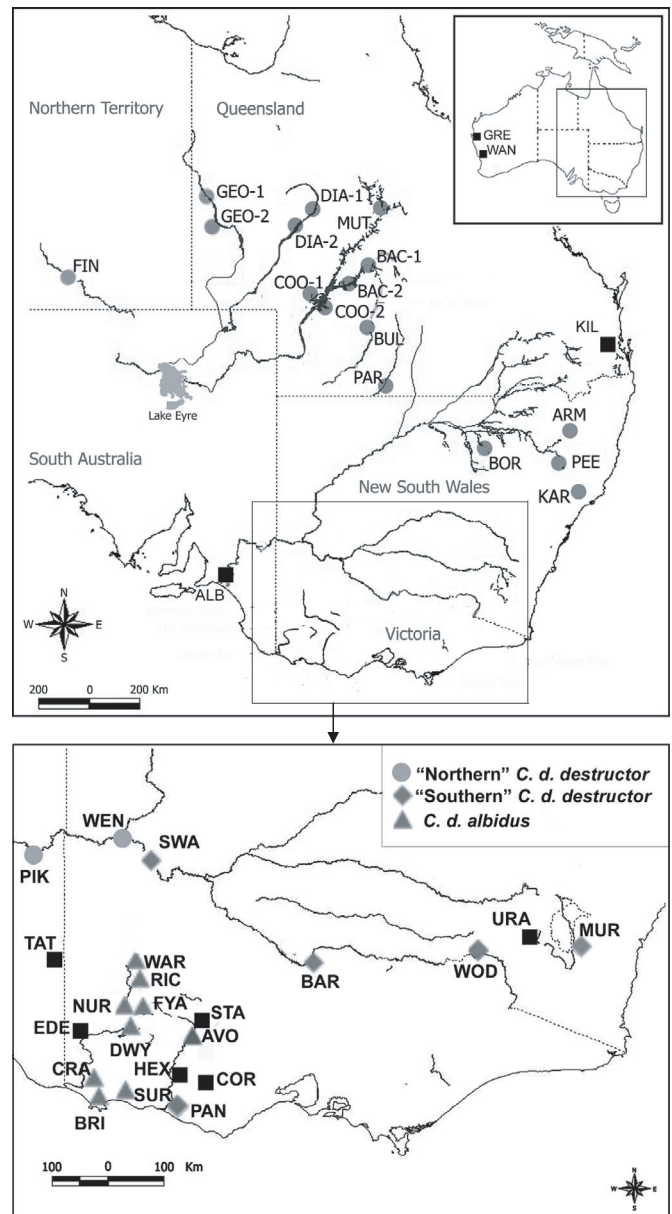 Northern Territory
Queensland
GRE
WAN
GEO-1
GEO-2
DIA-1
MUT
DIA-2
BAC-1
FIN
COO-1
BAC-2
COO-2
BUL
KIL
PAR
Lake Eyre
ARM
South Australia
BOR
PEE
New South Wales
KAR
ALB
Victoria
N
W
E
S
200 0 200 Km
"Northern" C. d. destructor
"Southern" C. d. destructor
C. d. albidus
WEN
SWA
PIK
URA
MUR
TAT
WAR
BAR
WOD
RIC
NUR
FYA
STA
EDE
AVO
DWY
CRA
HEX
COR
SUR
PAN
BRI
100 0 100 Km
N
W
E
S